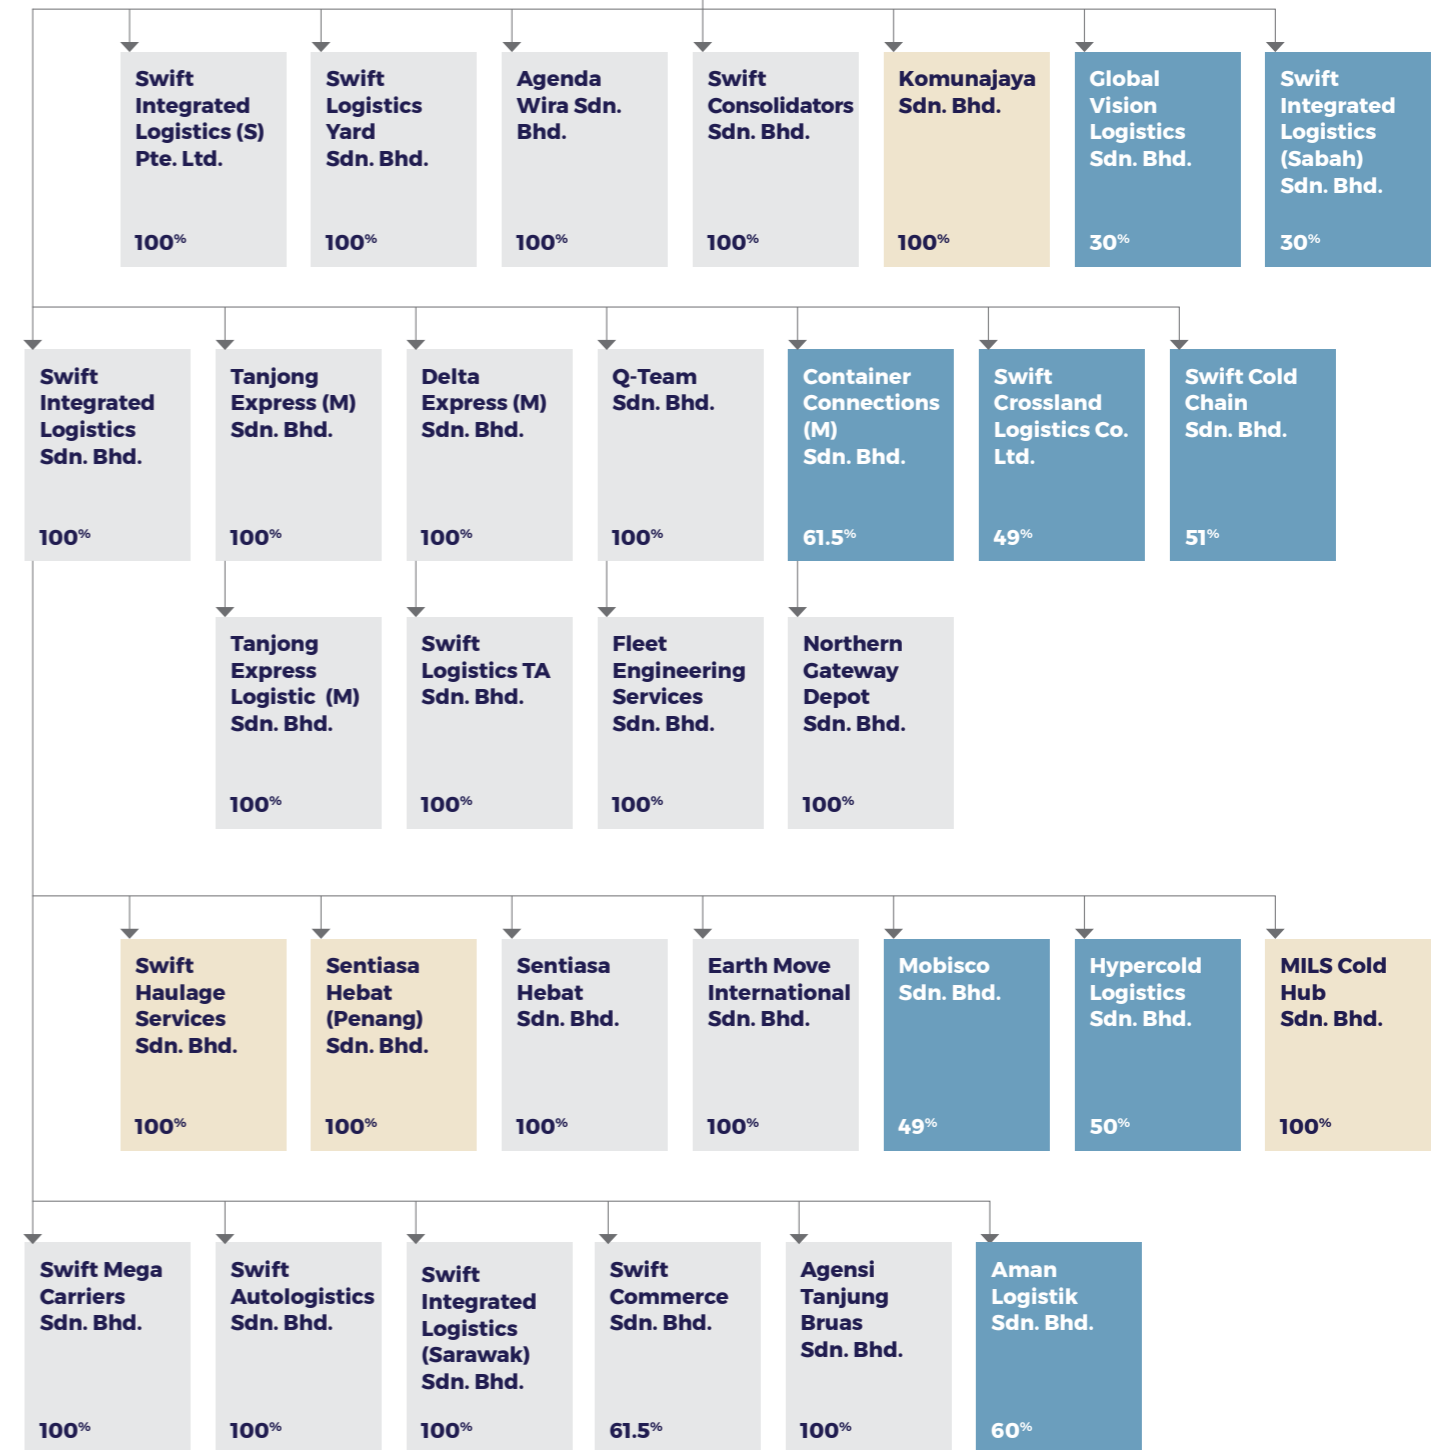 Swift
Integrated
Logistics (S)
Pte. Ltd.
100%
Swift
Logistics
Yard
Sdn. Bhd.
100%
Agenda
Wira Sdn.
Bhd.
100%
Swift
Consolidators
Sdn. Bhd.
100%
Komunajaya
Sdn. Bhd.
100%
Global
Vision
Logistics
Sdn. Bhd.
30%
Swift
Integrated
Logistics
(Sabah)
Sdn. Bhd.
30%
Swift
Integrated
Logistics
Sdn. Bhd.
100%
Tanjong
Express (M)
Sdn. Bhd.
100%
Delta
Express (M)
Sdn. Bhd.
100%
Q-Team
Sdn. Bhd.
100%
Container
Connections
(M)
Sdn. Bhd.
61.5%
Swift
Crossland
Logistics Co.
Ltd.
49%
Swift Cold
Chain
Sdn. Bhd.
51%
Tanjong
Express
Logistic (M)
Sdn. Bhd.
100%
Swift
Logistics TA
Sdn. Bhd.
100%
Fleet
Engineering
Services
Sdn. Bhd.
100%
Northern
Gateway
Depot
Sdn. Bhd.
100%
Swift
Haulage
Services
Sdn. Bhd.
100%
Sentiasa
Hebat
(Penang)
Sdn. Bhd.
100%
Sentiasa
Hebat
Sdn. Bhd.
100%
Earth Move
International
Sdn. Bhd.
100%
Mobisco
Sdn. Bhd.
49%
Hypercold
Logistics
Sdn. Bhd.
50%
MILS Cold
Hub
Sdn. Bhd.
100%
Swift Mega
Carriers
Sdn. Bhd.
100%
Swift
Autologistics
Sdn. Bhd.
100%
Swift
Integrated
Logistics
(Sarawak)
Sdn. Bhd.
100%
Swift
Commerce
Sdn. Bhd.
61.5%
Agensi
Tanjung
Bruas
Sdn. Bhd.
100%
Aman
Logistik
Sdn. Bhd.
60%